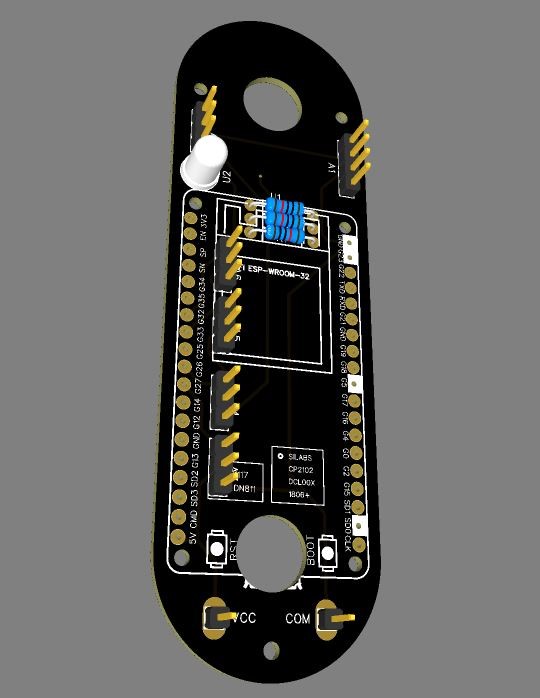 U2
A1
U1
ESP-WROOM-32
3V3
EN
SP
SN
G34
G35
G32
G33
G25
G26
G27
G14
G12
GND
G13
SD2
SD3
CMD
5V
GND
G23
G22
TXD
RXD
G21
GND
G19
G18
G5
G17
G16
G4
G0
G2
G15
SD1
SD0
CLK
SILABS
CP2102
DCL00X
1806+
DN811
RST
BOOT
VCC
COM